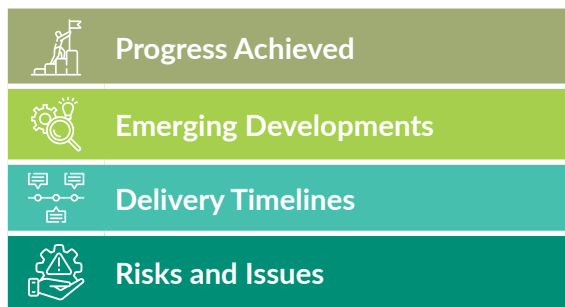 Progress Achieved
Emerging Developments
Delivery Timelines
Risks and Issues